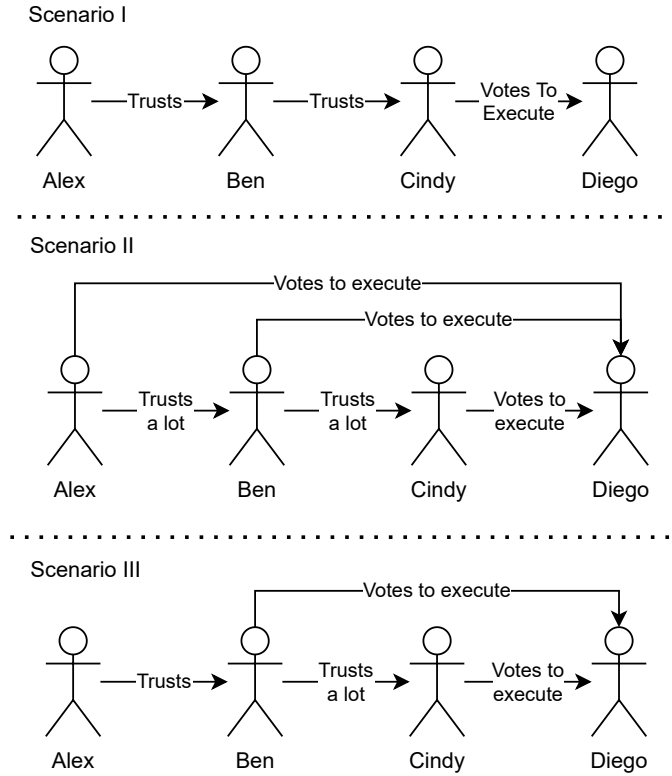 Scenario I
Trusts
Trusts
Votes To
Execute
Alex
Ben
Cindy
Diego
Scenario II
Votes to execute
Votes to execute
Trusts
a lot
Trusts
a lot
Votes to
execute
Alex
Ben
Cindy
Diego
Scenario III
Votes to execute
Trusts
Trusts
a lot
Votes to
execute
Alex
Ben
Cindy
Diego